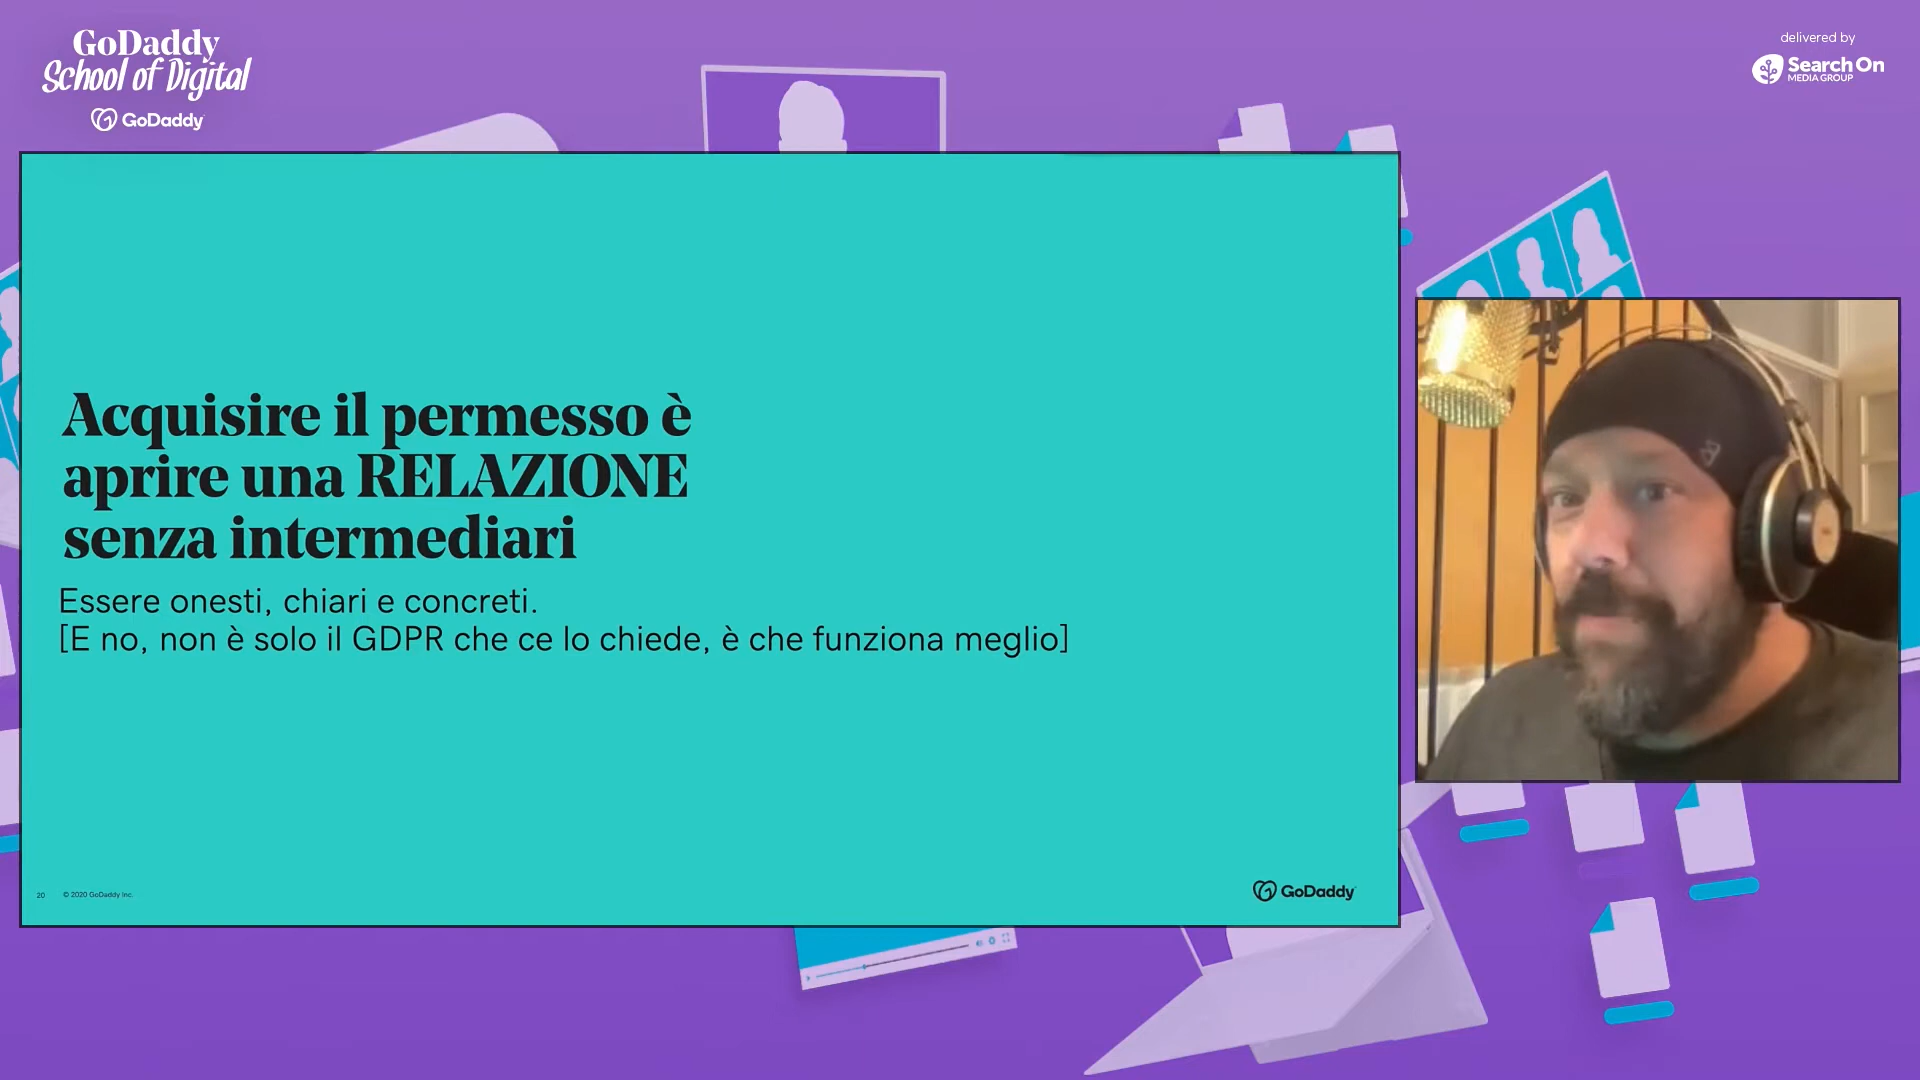 GoDaddy
School of Digital
GoDaddy
delivered by
Search On
MEDIA GROUP
Acquisire il permesso è
aprire una RELAZIONE
senza intermediari
Essere onesti, chiari e concreti.
[E no, non è solo il GDPR che ce lo chiede, è che funziona meglio]
20 © 2020 GoDaddy Inc.
GoDaddy